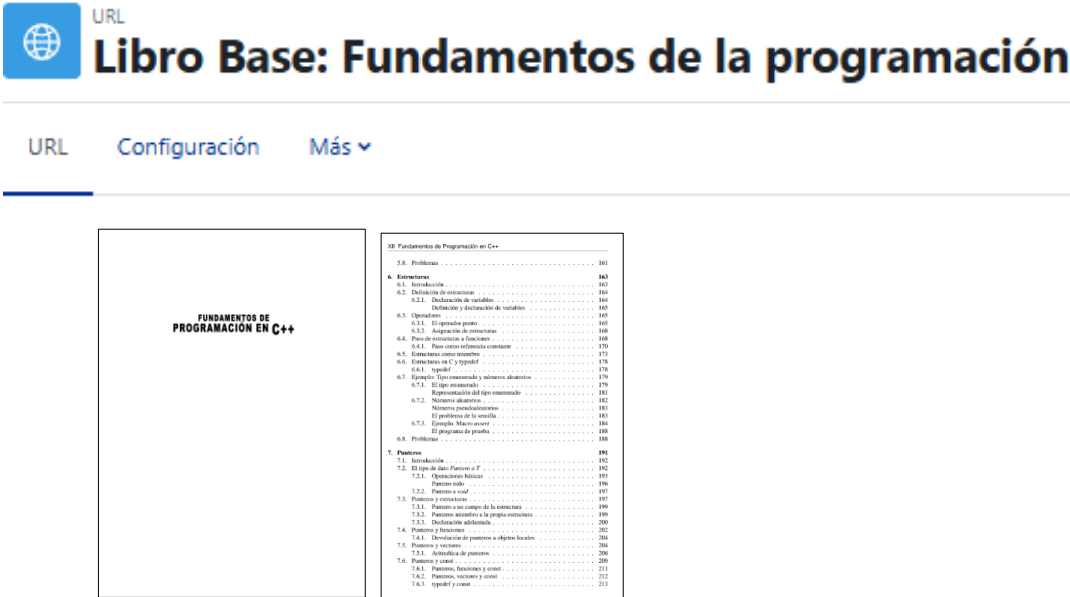 URL
Libro Base: Fundamentos de la programación
URL Configuración Más
FUNDAMENTOS DE
PROGRAMACIÓN EN C++
XII Fundamentos de Programación en C++
5.8. Problemas . . . 161
6. Estructuras 163
6.1. Introducción . . . 163
6.2. Definición de estructuras . . . 164
6.2.1. Declaración de variables . . . 164
Definición y declaración de variables . . . 165
6.3. Operadores . . . 165
6.3.1. El operador punto . . . 165
6.3.2. Asignación de estructuras . . . 168
6.4. Paso de estructuras a funciones . . . 168
6.4.1. Paso como referencia constante . . . 170
6.5. Estructuras como miembro . . . 173
6.6. Estructuras en C y typedef . . . 178
6.6.1. typedef . . . 178
6.7. Ejemplo: Tipo enumerado y números aleatorios . . . 179
6.7.1. El tipo enumerado . . . 179
Representación del tipo enumerado . . . 181
6.7.2. Números aleatorios . . . 182
Números pseudoaleatorios . . . 183
El problema de la semilla . . . 183
6.7.3. Ejemplo. Macro assert . . . 184
El programa de prueba . . . 188
6.8. Problemas . . . 188
7. Punteros 191
7.1. Introducción . . . 192
7.2. El tipo de dato Puntero a T . . . 192
7.2.1. Operaciones básicas . . . 193
Puntero nulo . . . 196
7.2.2. Puntero a void . . . 197
7.3. Punteros y estructuras . . . 197
7.3.1. Puntero a un campo de la estructura . . . 199
7.3.2. Punteros miembro a la propia estructura . . . 199
7.3.3. Declaración adelantada . . . 200
7.4. Punteros y funciones . . . 202
7.4.1. Devolución de punteros a objetos locales . . . 204
7.5. Punteros y vectores . . . 204
7.5.1. Aritmética de punteros . . . 206
7.6. Punteros y const . . . 209
7.6.1. Punteros, funciones y const . . . 211
7.6.2. Punteros, vectores y const . . . 212
7.6.3. typedef y const . . . 213